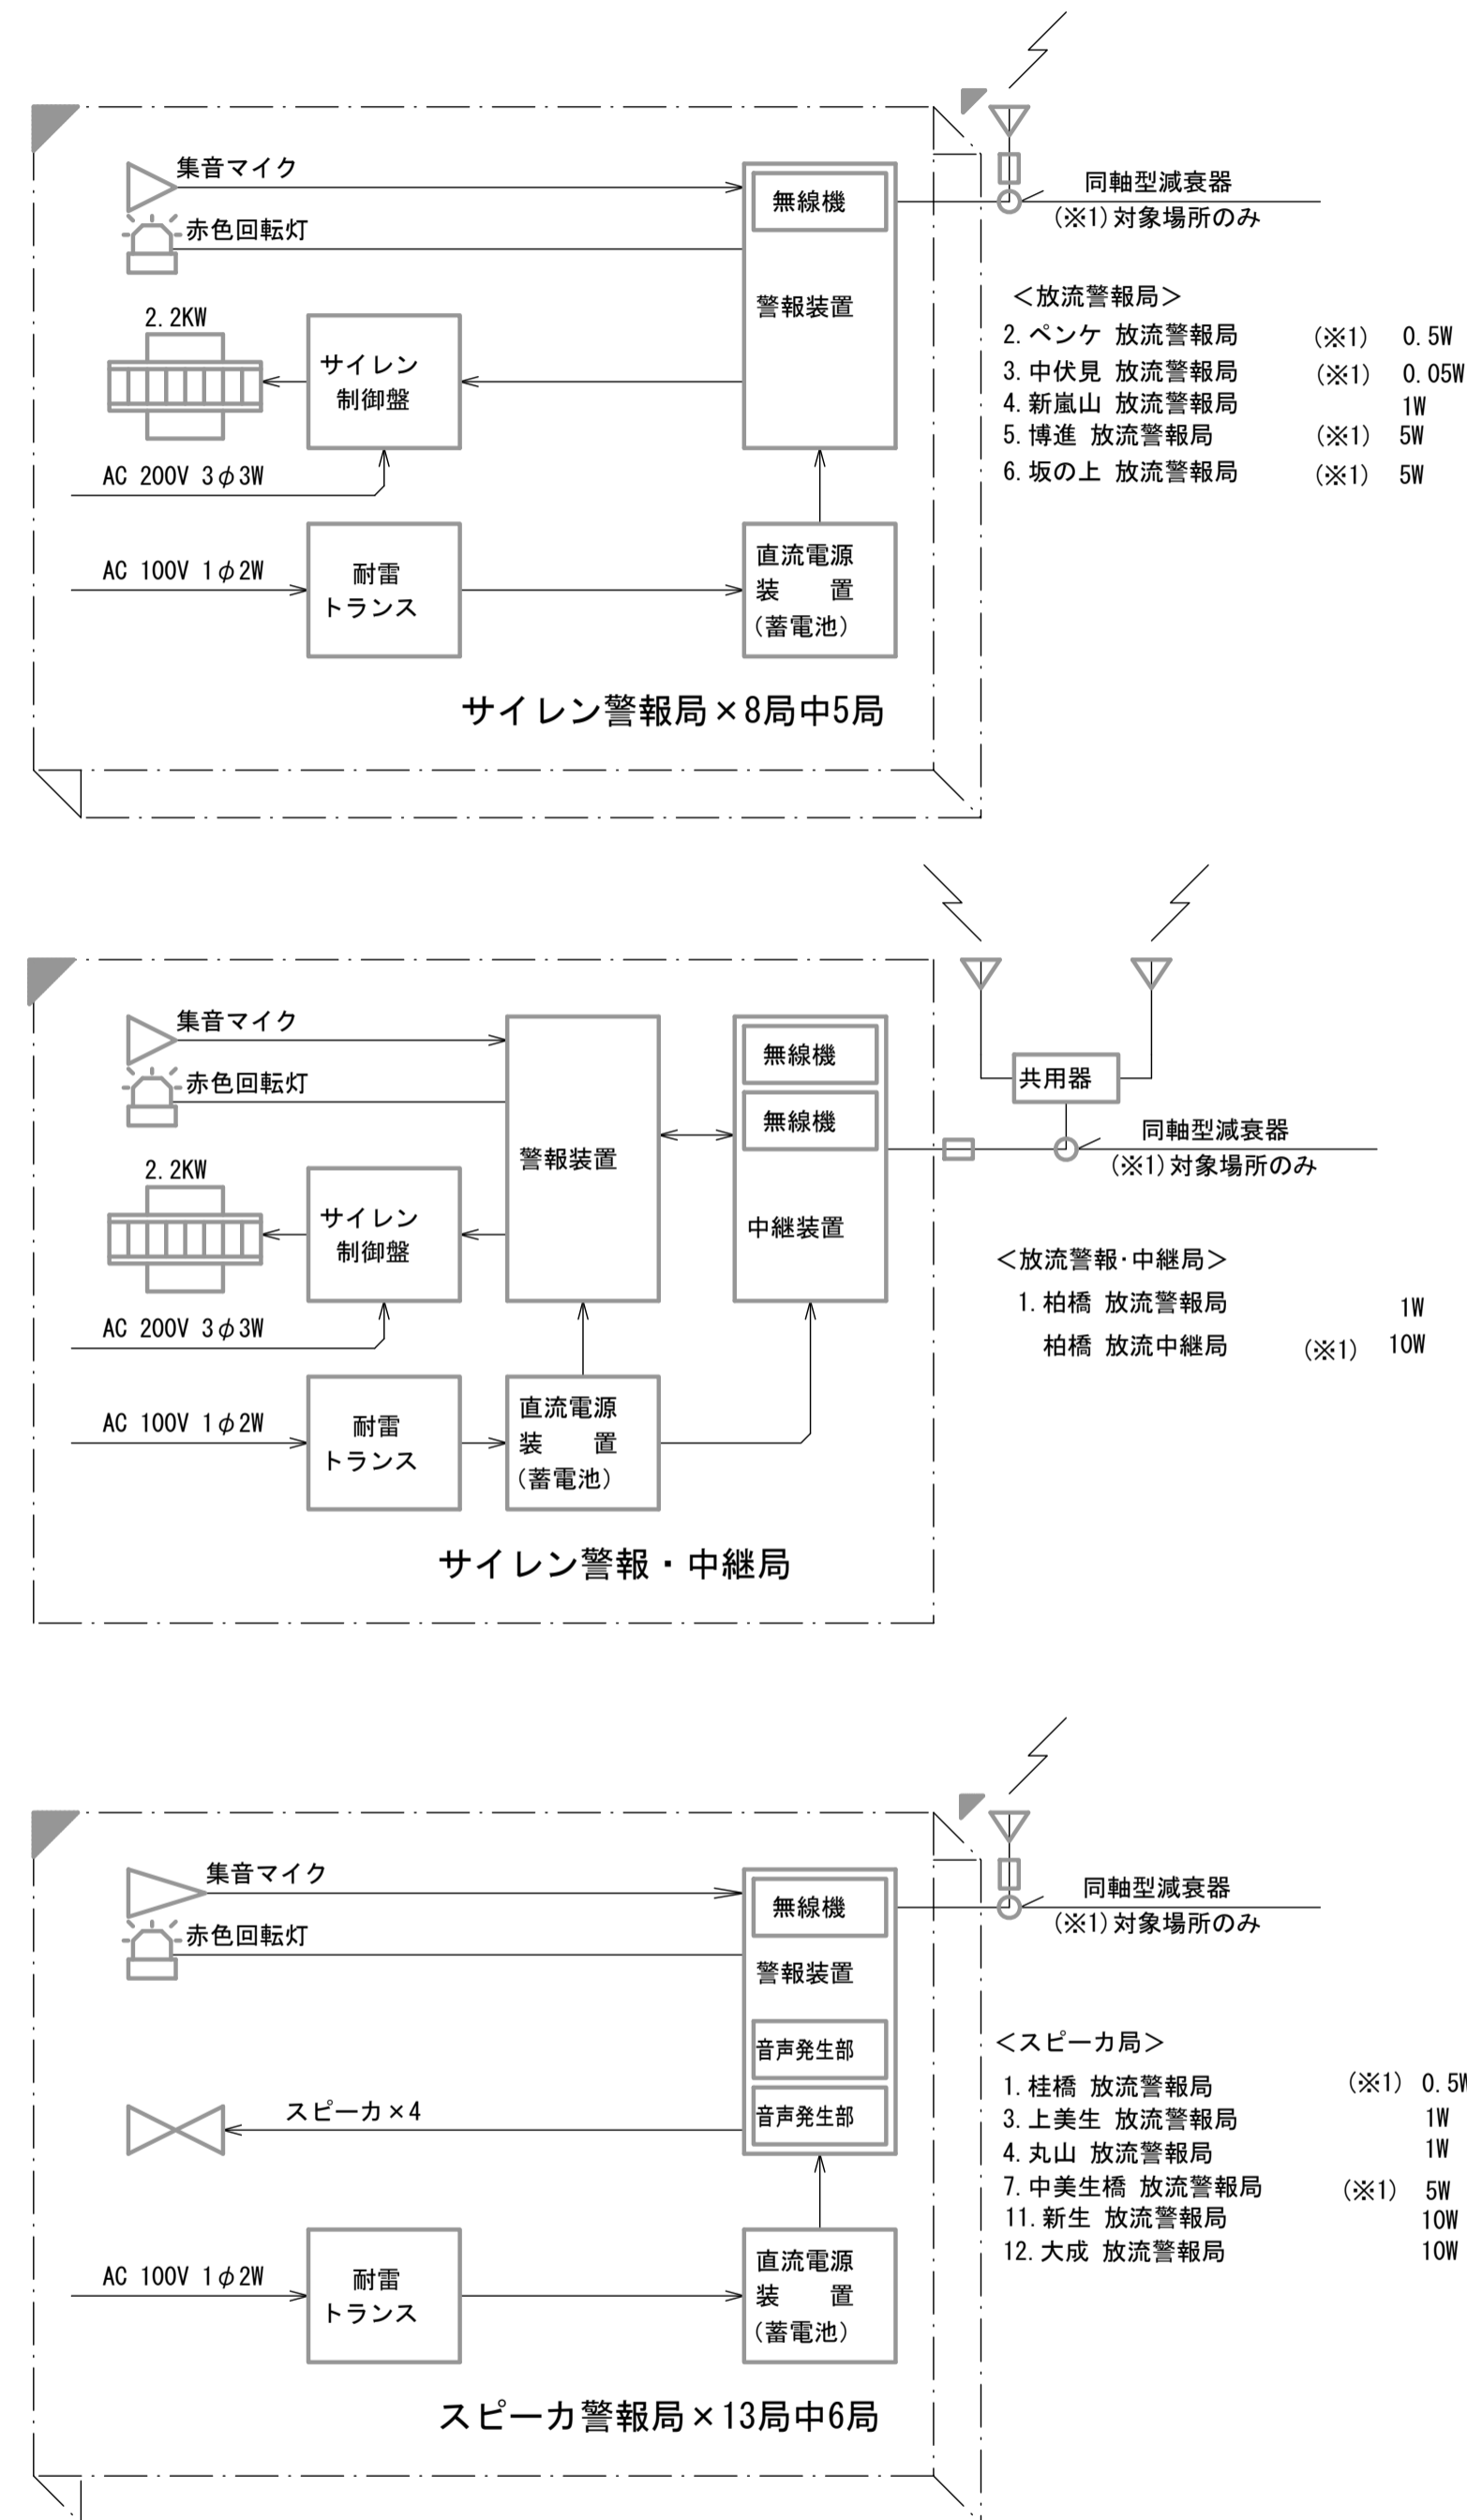 集音マイク
無線機
同軸型減衰器
(※1)対象場所のみ
赤色回転灯
警報装置
2.2KW
サイレン
制御盤
AC 200V 3φ3W
AC 100V 1φ2W
耐雷
トランス
直流電源
装　　置
(蓄電池)
サイレン警報局×8局中5局
＜放流警報局＞
2.ペンケ 放流警報局 (※1) 0.5W
3.中伏見 放流警報局 (※1) 0.05W
4.新嵐山 放流警報局 1W
5.博進 放流警報局 (※1) 5W
6.坂の上 放流警報局 (※1) 5W
集音マイク
無線機
赤色回転灯
共用器
無線機
同軸型減衰器
(※1)対象場所のみ
警報装置
2.2KW
サイレン
制御盤
中継装置
AC 200V 3φ3W
AC 100V 1φ2W
耐雷
トランス
直流電源
装　　置
(蓄電池)
サイレン警報・中継局
＜放流警報・中継局＞
1.柏橋 放流警報局 1W
柏橋 放流中継局 (※1) 10W
集音マイク
無線機
同軸型減衰器
(※1)対象場所のみ
赤色回転灯
警報装置
音声発生部
スピーカ×4
音声発生部
AC 100V 1φ2W
耐雷
トランス
直流電源
装　　置
(蓄電池)
スピーカ警報局×13局中6局
＜スピーカ局＞
1.桂橋 放流警報局 (※1) 0.5W
3.上美生 放流警報局 1W
4.丸山 放流警報局 1W
7.中美生橋 放流警報局 (※1) 5W
11.新生 放流警報局 10W
12.大成 放流警報局 10W